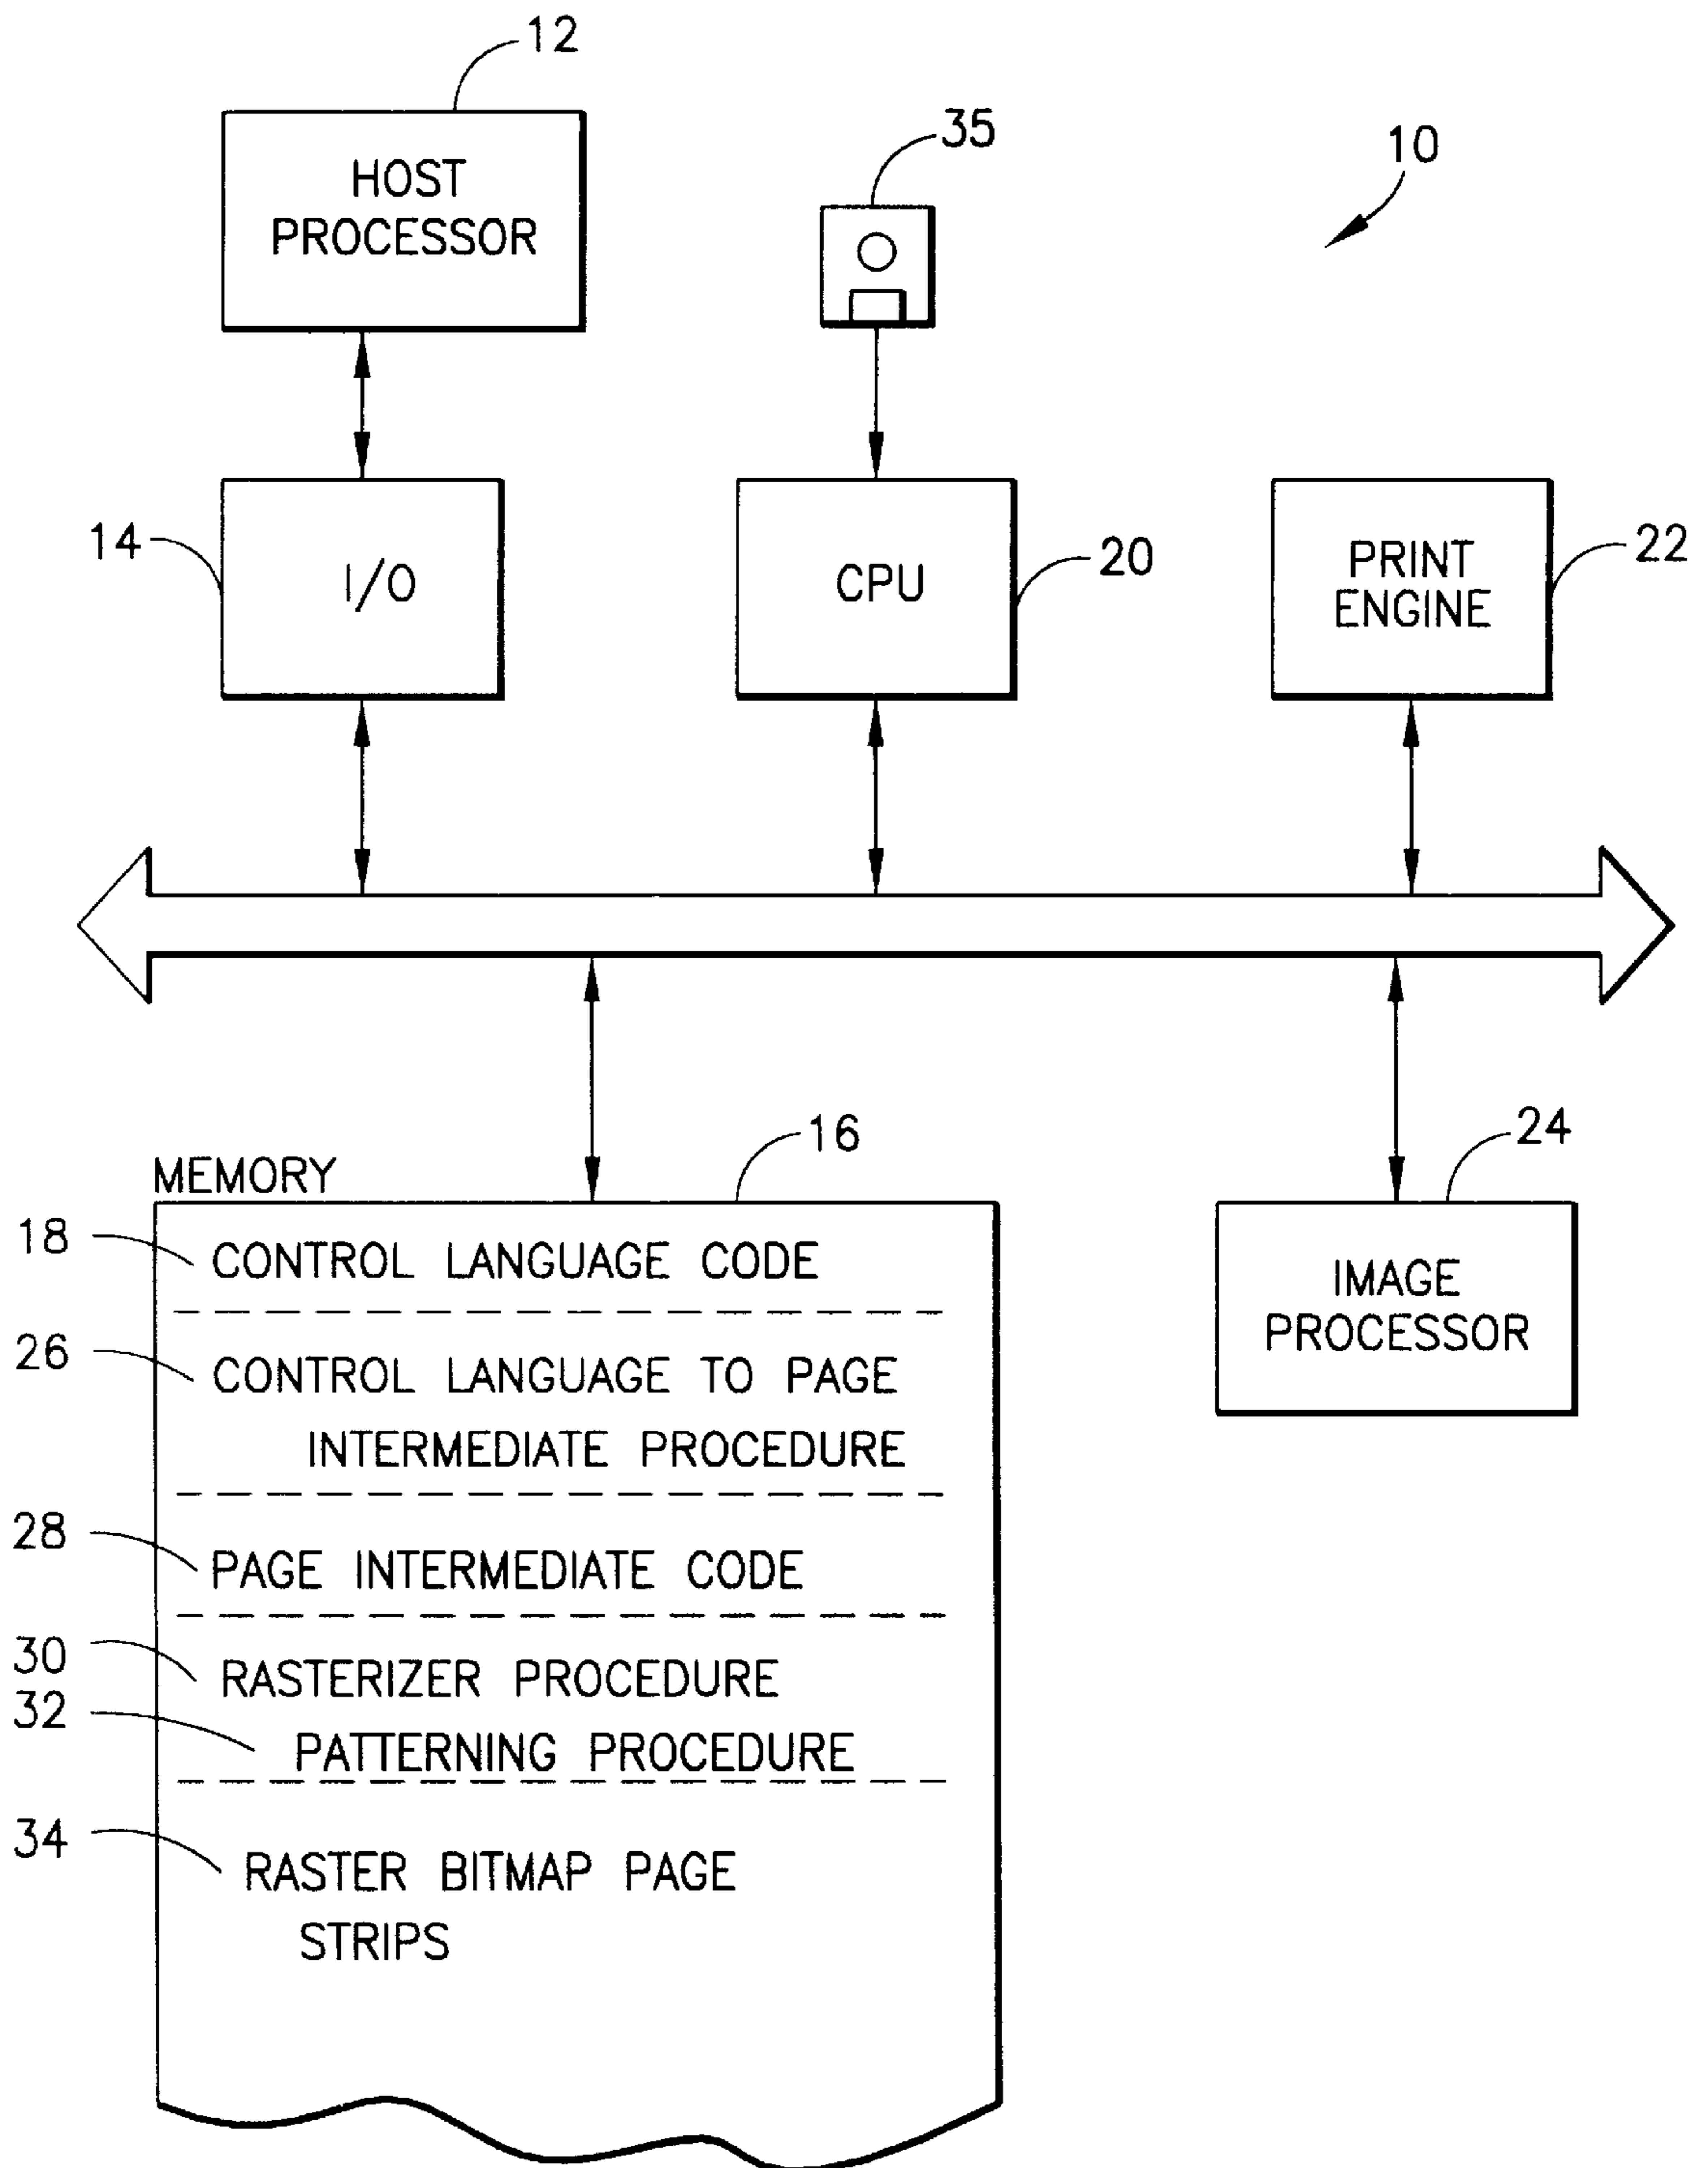 12
HOST
PROCESSOR
35
10
14
I/O
CPU
20
PRINT
ENGINE
22
16
MEMORY
24
18
CONTROL LANGUAGE CODE
26
CONTROL LANGUAGE TO PAGE
INTERMEDIATE PROCEDURE
28
PAGE INTERMEDIATE CODE
30
RASTERIZER PROCEDURE
32
PATTERNING PROCEDURE
34
RASTER BITMAP PAGE
STRIPS
IMAGE
PROCESSOR